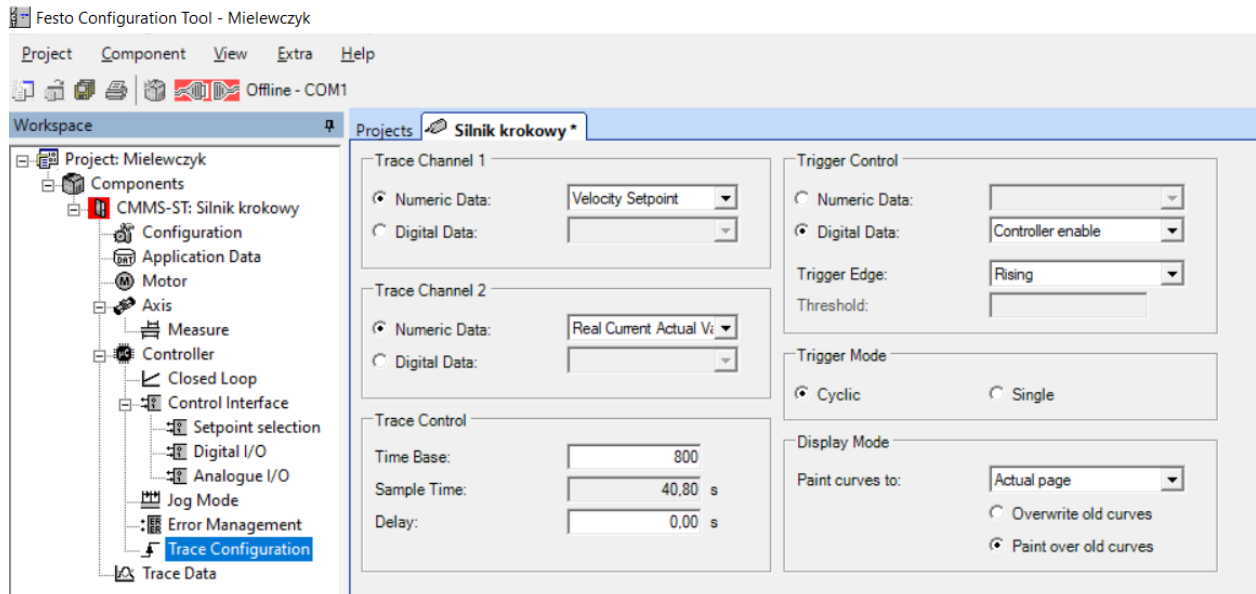 Festo Configuration Tool - Mielewczyk
Project Component View Extra Help
Offline - COM1
Workspace
Project: Mielewczyk
Components
CMMS-ST: Silnik krokowy
Configuration
Application Data
Motor
Axis
Measure
Controller
Closed Loop
Control Interface
Setpoint selection
Digital I/O
Analogue I/O
Jog Mode
Error Management
Trace Configuration
Trace Data
Projects Silnik krokowy *
Trace Channel 1
Numeric Data: Velocity Setpoint
Digital Data:
Trace Channel 2
Numeric Data: Real Current Actual Va
Digital Data:
Trace Control
Time Base: 800
Sample Time: 40,80 s
Delay: 0,00 s
Trigger Control
Numeric Data:
Digital Data: Controller enable
Trigger Edge: Rising
Threshold:
Trigger Mode
Cyclic Single
Display Mode
Paint curves to: Actual page
Overwrite old curves
Paint over old curves